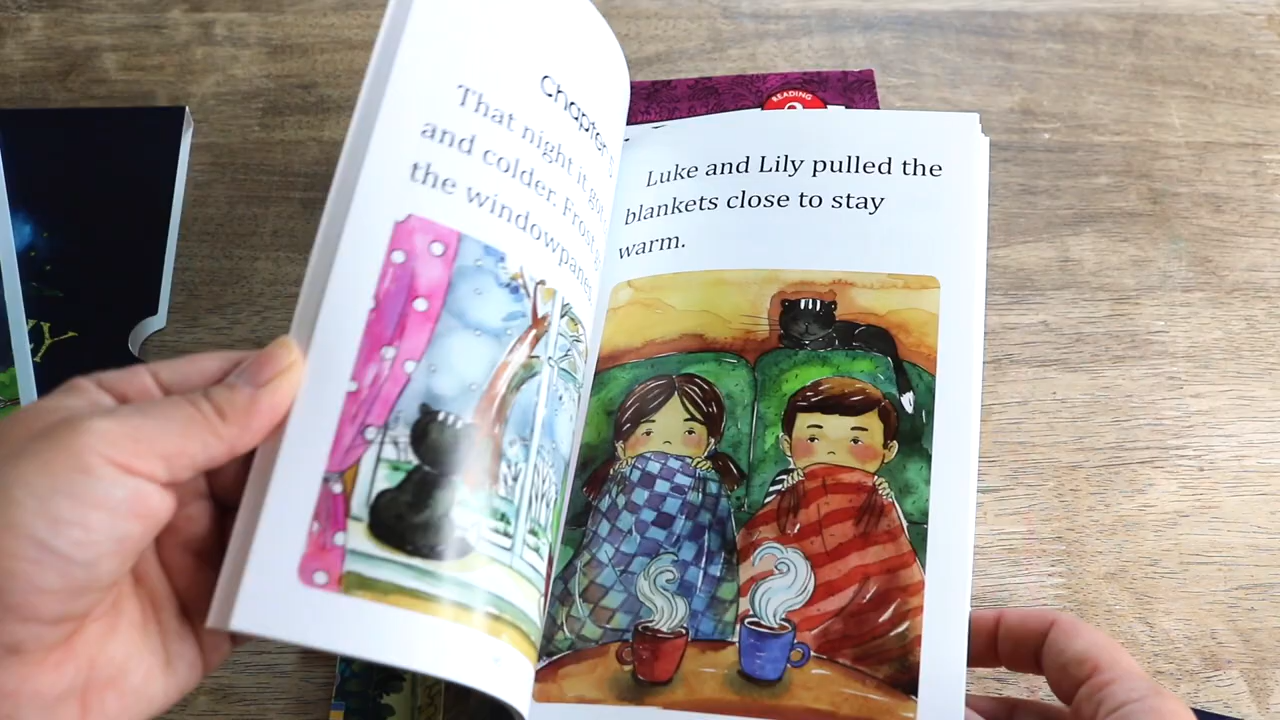 Chapter
That night it got
and colder. Frost
the windowpanes.
Luke and Lily pulled the
blankets close to stay
warm.
READING